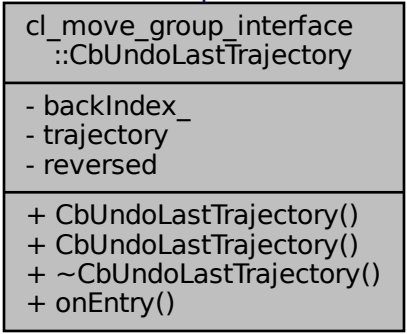 cl_move_group_interface
::CbUndoLastTrajectory
- backIndex_
- trajectory
- reversed
+ CbUndoLastTrajectory()
+ CbUndoLastTrajectory()
+ ~CbUndoLastTrajectory()
+ onEntry()